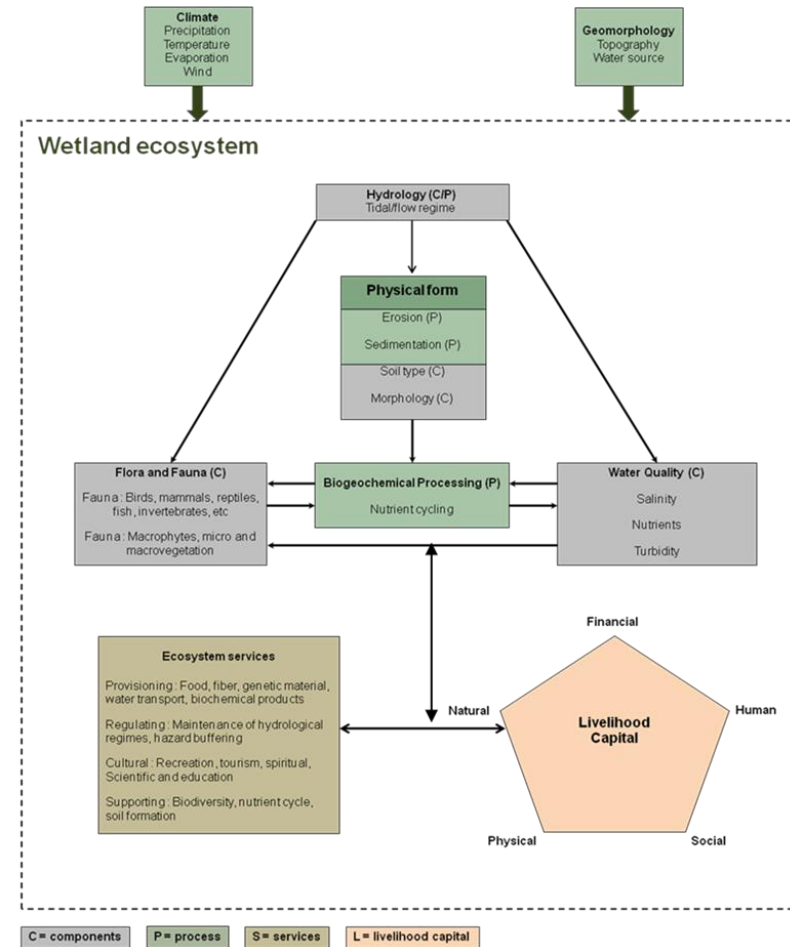 Climate
Precipitation
Temperature
Evaporation
Wind
Geomorphology
Topography
Water source
Wetland ecosystem
Hydrology (C/P)
Tidal/flow regime
Physical form
Erosion (P)
Sedimentation (P)
Soil type (C)
Morphology (C)
Flora and Fauna (C)
Fauna : Birds, mammals, reptiles,
fish, invertebrates, etc
Fauna : Macrophytes, micro and
macrovegetation
Biogeochemical Processing (P)
Nutrient cycling
Water Quality (C)
Salinity
Nutrients
Turbidity
Ecosystem services
Provisioning : Food, fiber, genetic material,
water transport, biochemical products
Regulating : Maintenance of hydrological
regimes, hazard buffering
Cultural : Recreation, tourism, spiritual,
Scientific and education
Supporting : Biodiversity, nutrient cycle,
soil formation
Financial
Natural
Human
Livelihood
Capital
Physical
Social
C = components
P = process
S = services
L = livelihood capital